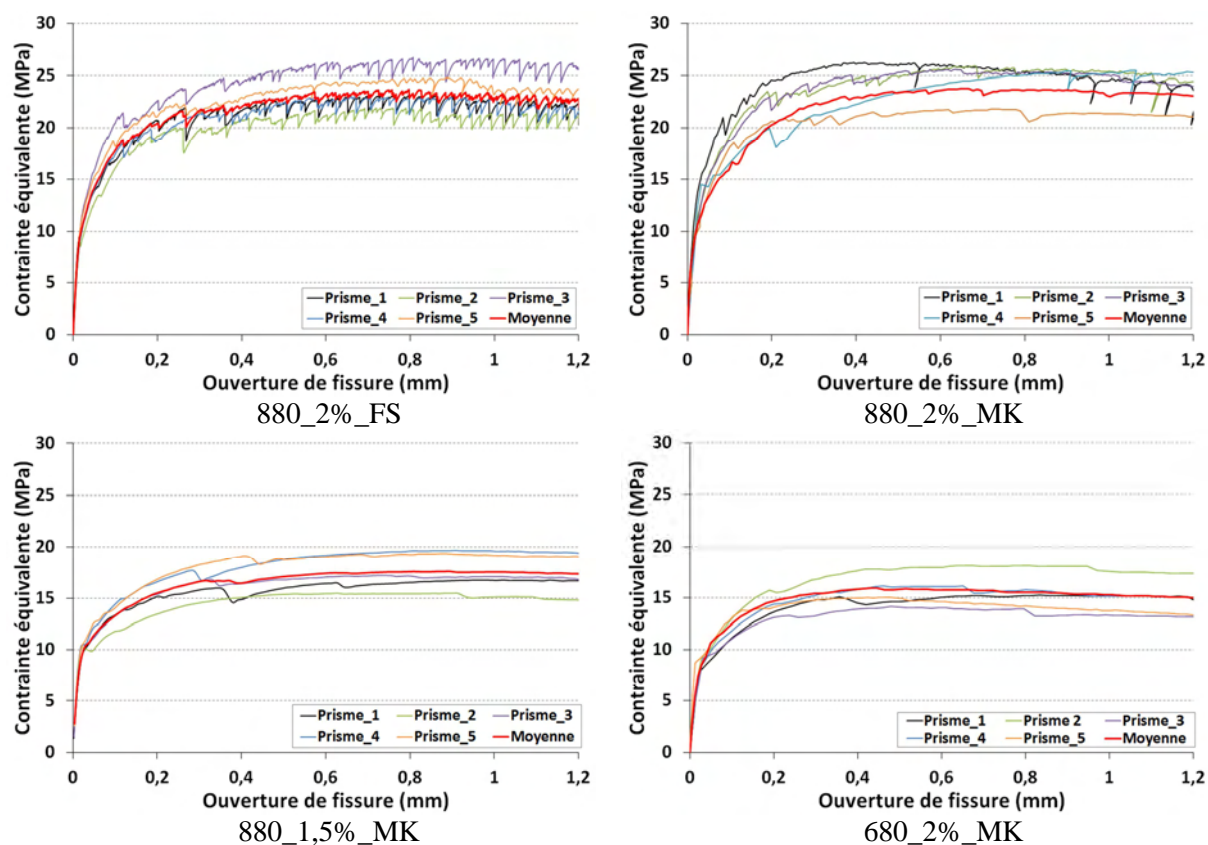 Contrainte équivalente (MPa)
30
25
20
15
10
5
0
Prisme_1 Prisme_2 Prisme_3
Prisme_4 Prisme_5 Moyenne
0 0,2 0,4 0,6 0,8 1 1,2
Ouverture de fissure (mm)
880_2%_FS
Contrainte équivalente (MPa)
30
25
20
15
10
5
0
Prisme_1 Prisme_2 Prisme_3
Prisme_4 Prisme_5 Moyenne
0 0,2 0,4 0,6 0,8 1 1,2
Ouverture de fissure (mm)
880_2%_MK
Contrainte équivalente (MPa)
30
25
20
15
10
5
0
Prisme_1 Prisme_2 Prisme_3
Prisme_4 Prisme_5 Moyenne
0 0,2 0,4 0,6 0,8 1 1,2
Ouverture de fissure (mm)
880_1,5%_MK
Contrainte équivalente (MPa)
30
25
20
15
10
5
0
Prisme_1 Prisme 2 Prisme_3
Prisme_4 Prisme_5 Moyenne
0 0,2 0,4 0,6 0,8 1 1,2
Ouverture de fissure (mm)
680_2%_MK